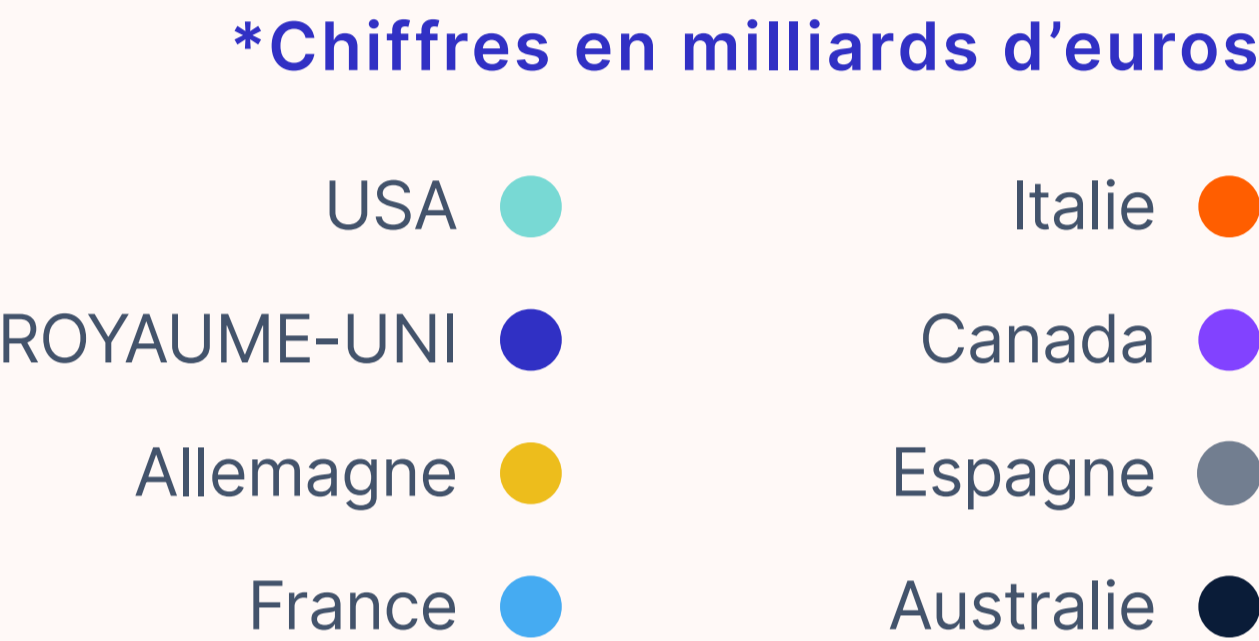 *Chiffres en milliards d’euros
USA
Italie
ROYAUME-UNI
Canada
Allemagne
Espagne
France
Australie